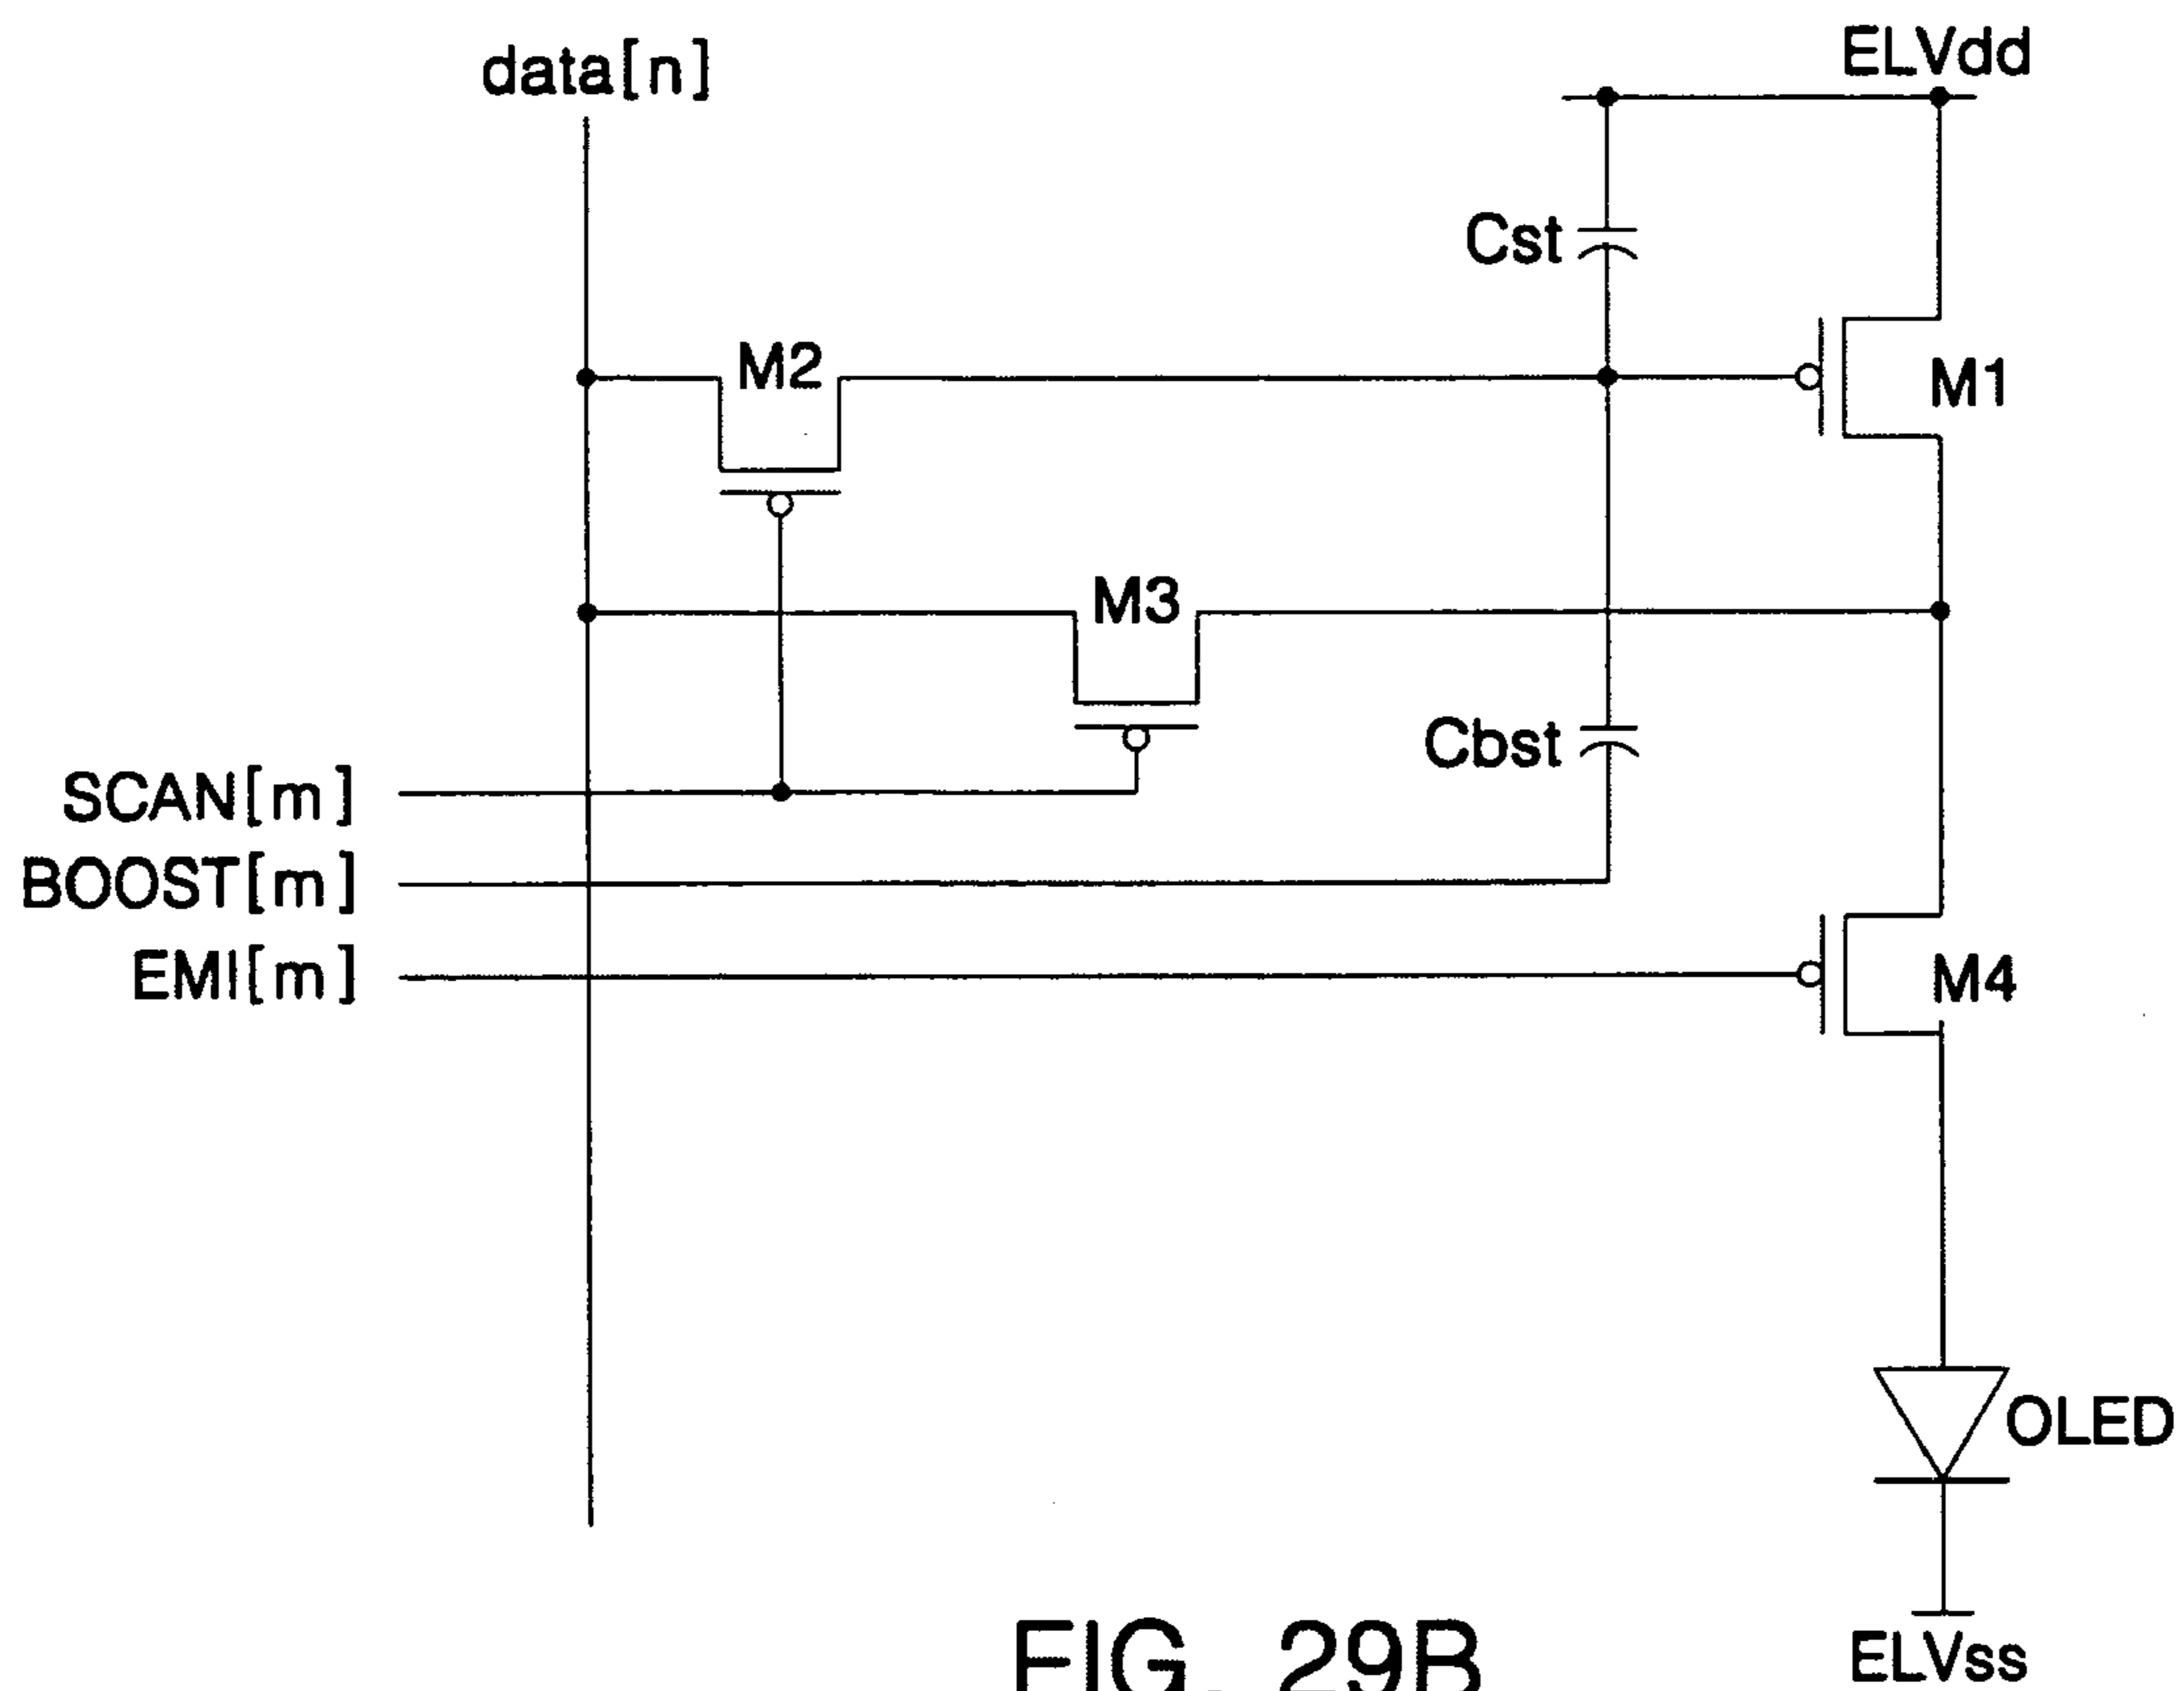 data[n]
ELVdd
Cst
M2
M1
M3
Cbst
SCAN[m]
BOOST[m]
EMI[m]
M4
OLED
FIG. 29B
ELVss